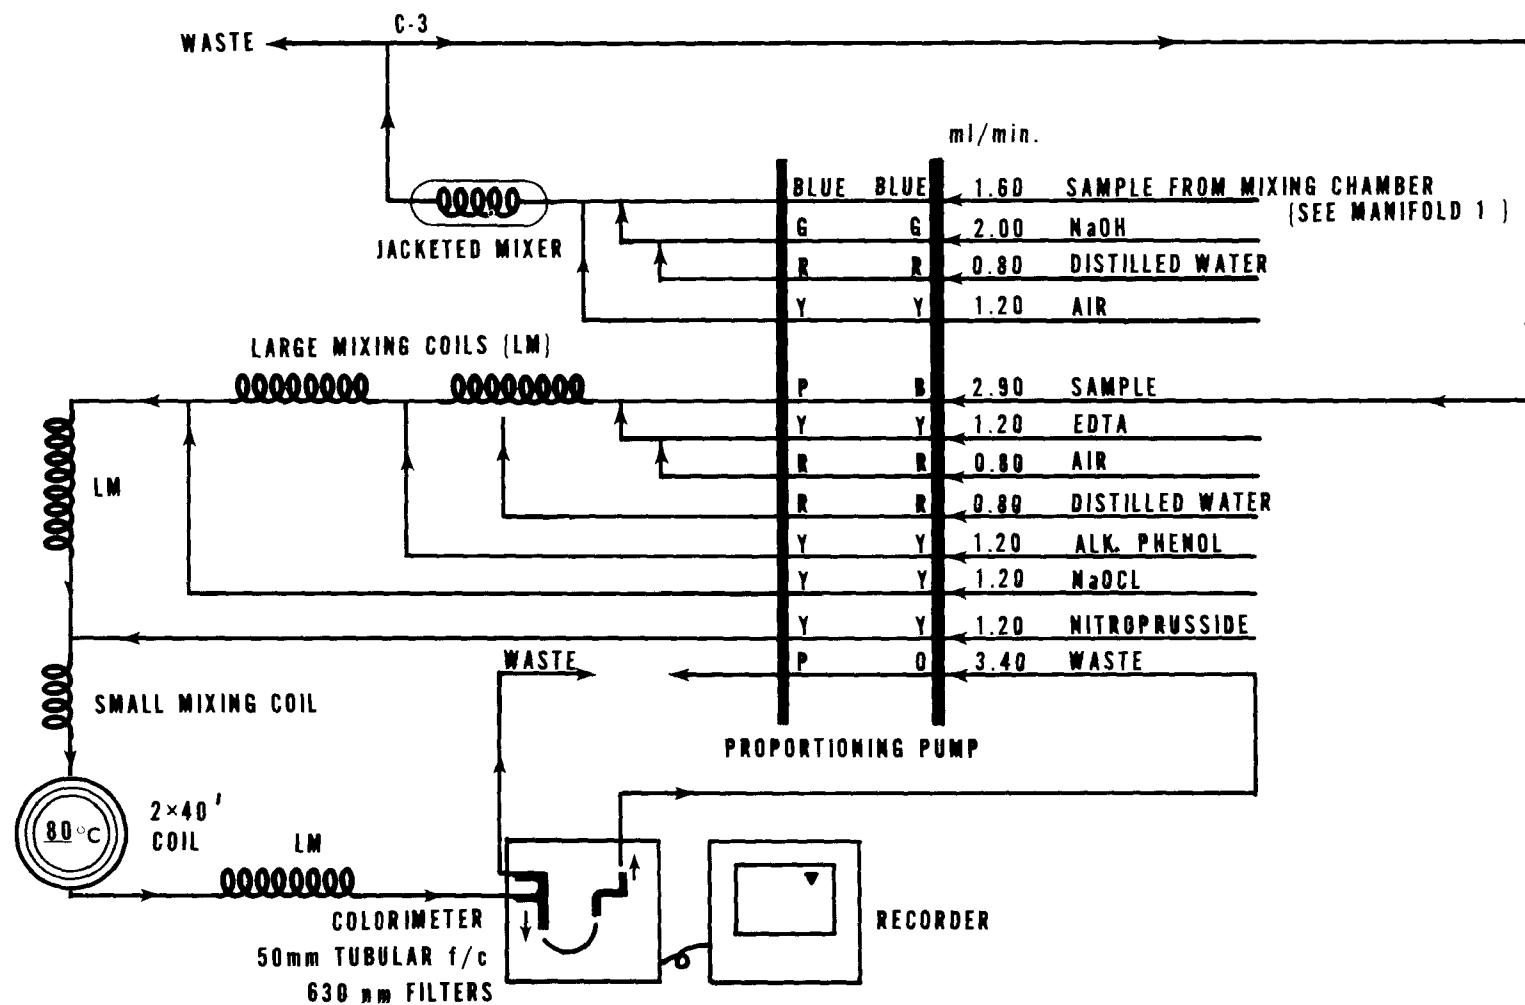 C-3
WASTE
ml/min.
BLUE BLUE 1.60 SAMPLE FROM MIXING CHAMBER
(SEE MANIFOLD 1 )
G G 2.00 NaOH
JACKETED MIXER
R R 0.80 DISTILLED WATER
Y Y 1.20 AIR
LARGE MIXING COILS (LM)
P B 2.90 SAMPLE
Y Y 1.20 EDTA
R R 0.80 AIR
LM
R R 0.80 DISTILLED WATER
Y Y 1.20 ALK. PHENOL
Y Y 1.20 NaOCL
Y Y 1.20 NITROPRUSSIDE
WASTE
P O 3.40 WASTE
SMALL MIXING COIL
PROPORTIONING PUMP
80°C
2×40'
COIL
LM
COLORIMETER
50mm TUBULAR f/c
630 nm FILTERS
RECORDER